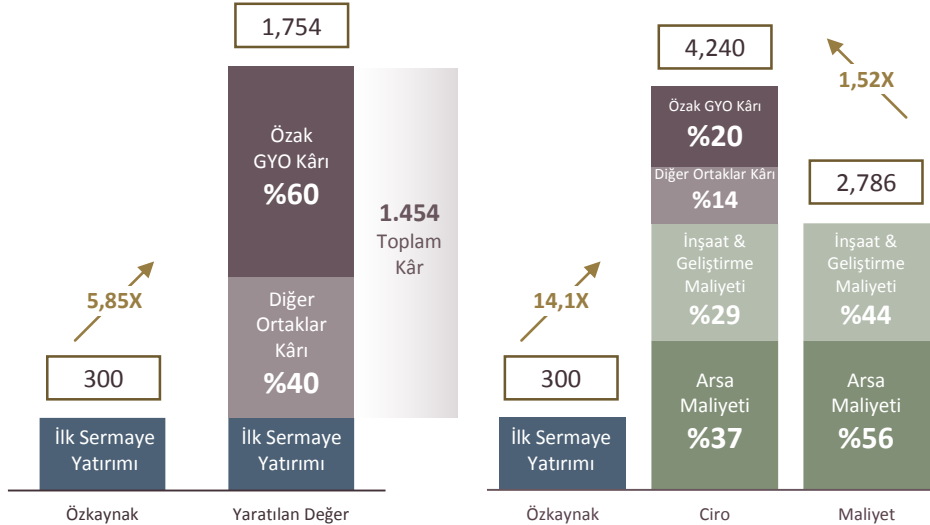 1,754
Özak
GYO Kârı
%60
1.454
Toplam
Kâr
5,85X
Diğer
Ortaklar
Kârı
%40
300
İlk Sermaye
Yatırımı
İlk Sermaye
Yatırımı
Özkaynak
Yaratılan Değer
4,240
1,52X
Özak GYO Kârı
%20
Diğer Ortaklar Kârı
%14
2,786
İnşaat &
Geliştirme
Maliyeti
%29
İnşaat &
Geliştirme
Maliyeti
%44
14,1X
300
İlk Sermaye
Yatırımı
Arsa
Maliyeti
%37
Arsa
Maliyeti
%56
Özkaynak
Ciro
Maliyet